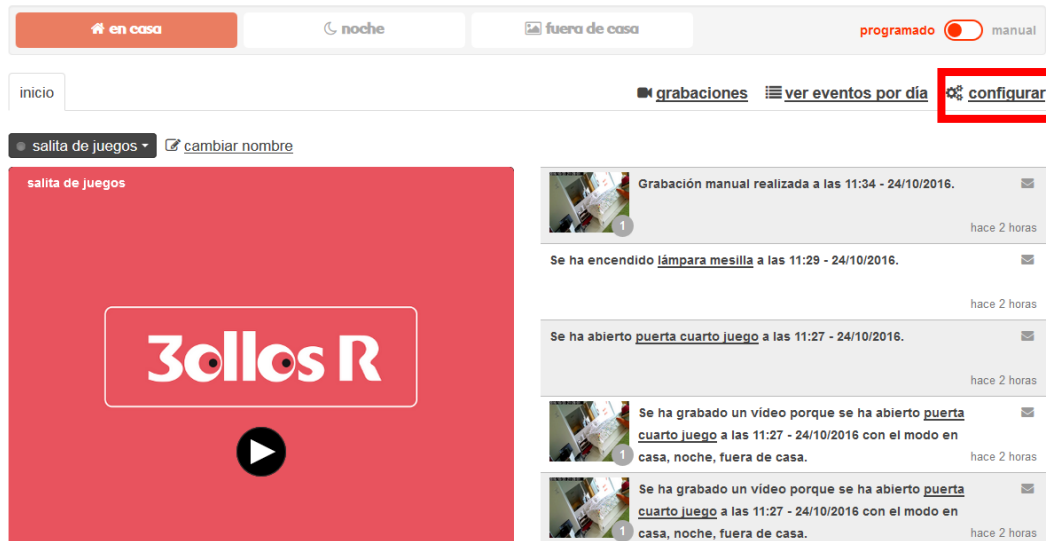 en casa
noche
fuera de casa
programado
manual
inicio
grabaciones
ver eventos por día
configurar
salita de juegos
cambiar nombre
salita de juegos
3ollos R
Grabación manual realizada a las 11:34 - 24/10/2016.
1
hace 2 horas
Se ha encendido lámpara mesilla a las 11:29 - 24/10/2016.
hace 2 horas
Se ha abierto puerta cuarto juego a las 11:27 - 24/10/2016.
hace 2 horas
Se ha grabado un vídeo porque se ha abierto puerta
cuarto juego a las 11:27 - 24/10/2016 con el modo en
casa, noche, fuera de casa.
1
hace 2 horas
Se ha grabado un vídeo porque se ha abierto puerta
cuarto juego a las 11:27 - 24/10/2016 con el modo en
casa, noche, fuera de casa.
1
hace 2 horas